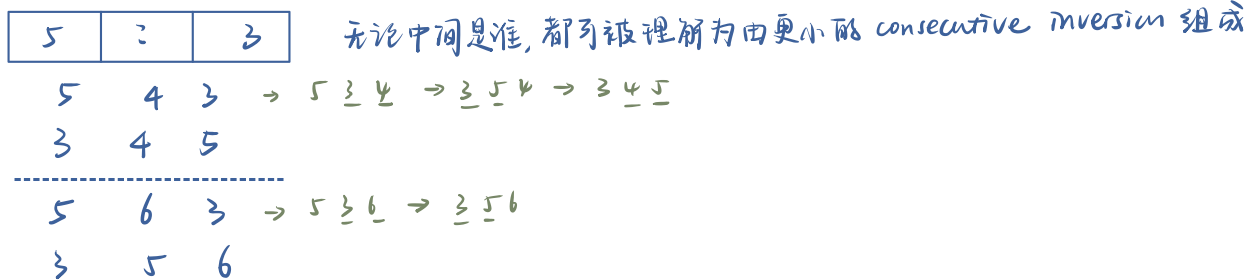 5 ? 3 无论中间是谁,都可被理解为由更小的 consecutive inversion 组成
5 4 3 → 5 3 4 → 3 5 4 → 3 4 5
3 4 5
5 6 3 → 5 3 6 → 3 5 6
3 5 6